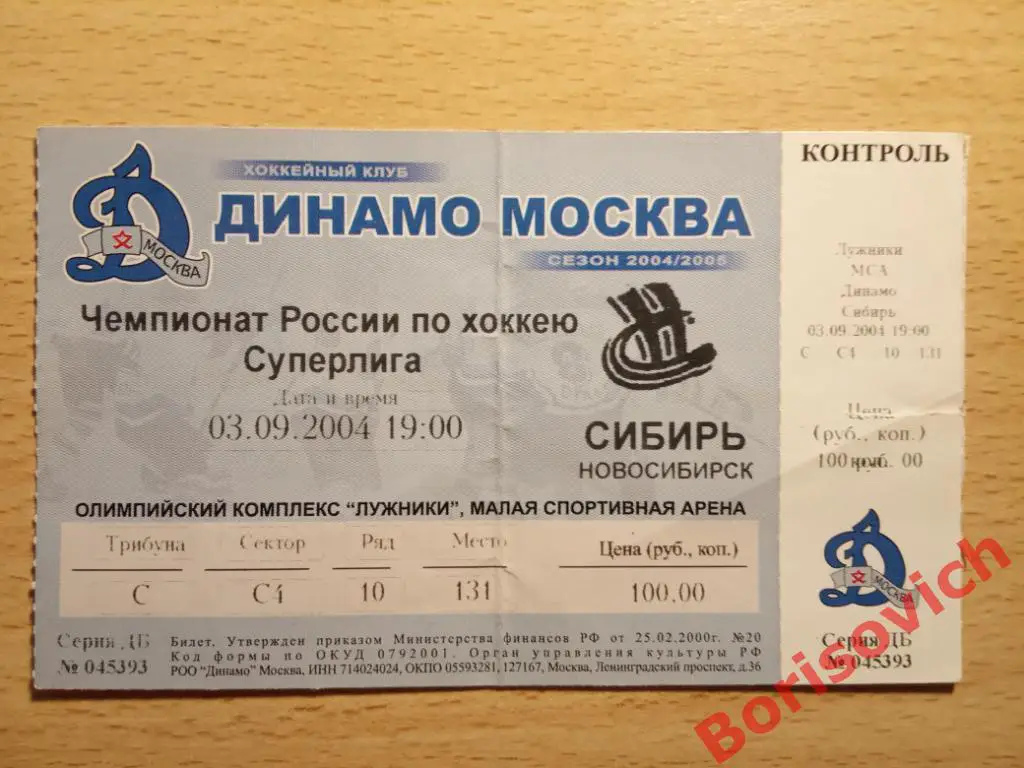 ХОККЕЙНЫЙ КЛУБ
ДИНАМО МОСКВА
СЕЗОН 2004/2005
МОСКВА
Чемпионат России по хоккею
Суперлига
Дата и время
03.09.2004 19:00
СИБИРЬ
НОВОСИБИРСК
ОЛИМПИЙСКИЙ КОМПЛЕКС "ЛУЖНИКИ", МАЛАЯ СПОРТИВНАЯ АРЕНА
Трибуна Сектор Ряд Место Цена (руб., коп.)
С С4 10 131 100.00
Серия ДБ
№ 045393
Билет. Утвержден приказом Министерства финансов РФ от 25.02.2000г. №20
Код формы по ОКУД 0792001. Орган управления культуры РФ
РОО "Динамо" Москва, ИНН 714024024, ОКПО 05593281, 127167, Москва, Ленинградский проспект, д.36
КОНТРОЛЬ
Лужники
МСА
Динамо
Сибирь
03.09.2004 19:00
С С4 10 131
Цена
(руб., коп.)
100 руб. 00
МОСКВА
Серия ДБ
№ 045393
Borisovich